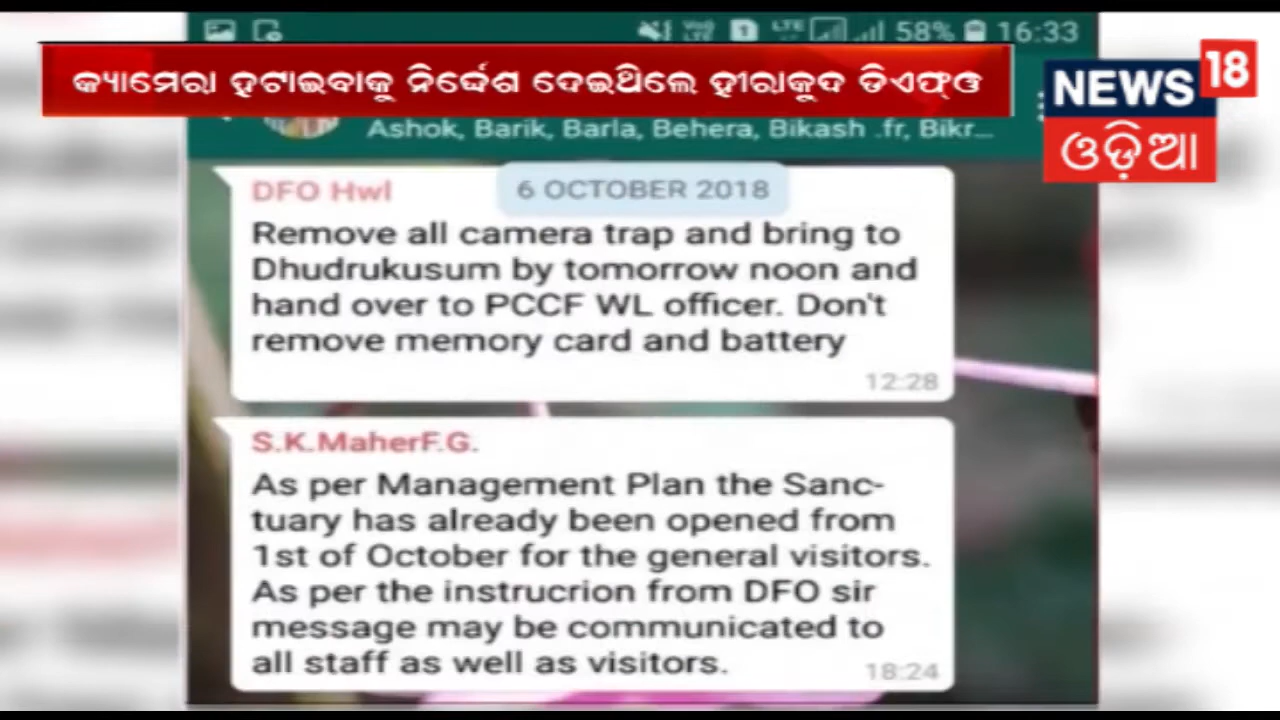 58% 16:33
କ୍ୟାମେରା ହଟାଇବାକୁ ନିର୍ଦ୍ଦେଶ ଦେଇଥିଲେ ହୀରାକୁଦ ଡିଏଫ୍ଓ
NEWS 18
ଓଡ଼ିଆ
Ashok, Barik, Barla, Behera, Bikash .fr, Bikr...
6 OCTOBER 2018
DFO Hwl
Remove all camera trap and bring to
Dhudrukusum by tomorrow noon and
hand over to PCCF WL officer. Don't
remove memory card and battery
12:28
S.K.MaherF.G.
As per Management Plan the Sanc-
tuary has already been opened from
1st of October for the general visitors.
As per the instrucrion from DFO sir
message may be communicated to
all staff as well as visitors.
18:24